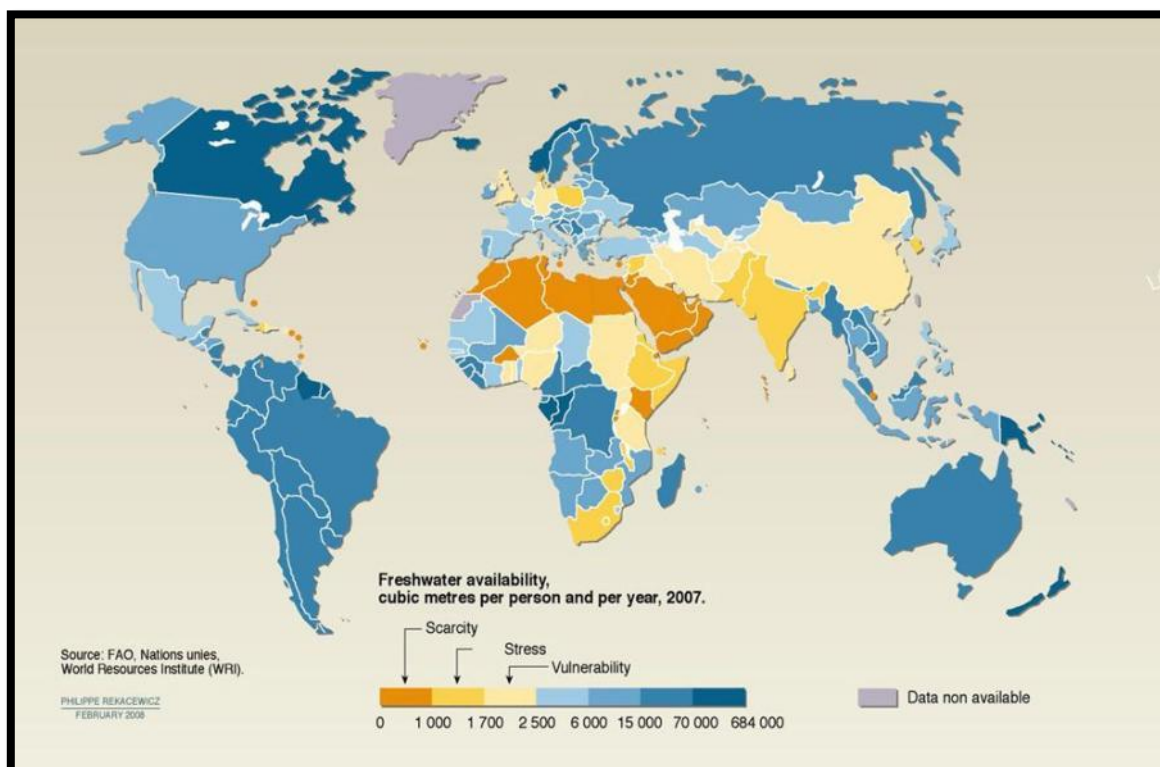 Freshwater availability,
cubic metres per person and per year, 2007.
Scarcity
Stress
Vulnerability
0 1 000 1 700 2 500 6 000 15 000 70 000 684 000
Data non available
Source: FAO, Nations unies,
World Resources Institute (WRI).
PHILIPPE REKACEWICZ
FEBRUARY 2008